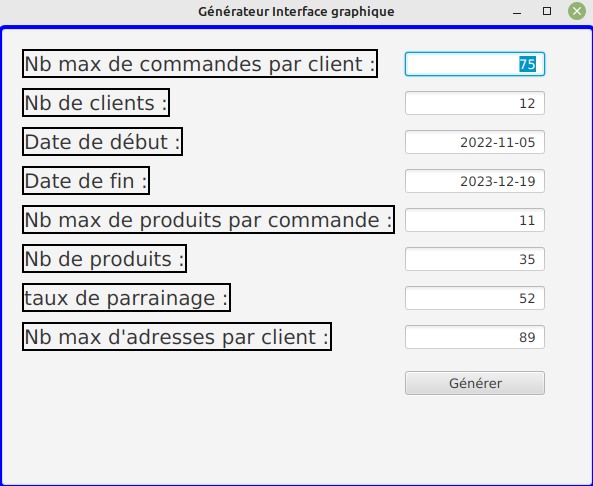 Générateur Interface graphique
Nb max de commandes par client : 75
Nb de clients : 12
Date de début : 2022-11-05
Date de fin : 2023-12-19
Nb max de produits par commande : 11
Nb de produits : 35
taux de parrainage : 52
Nb max d'adresses par client : 89
Générer